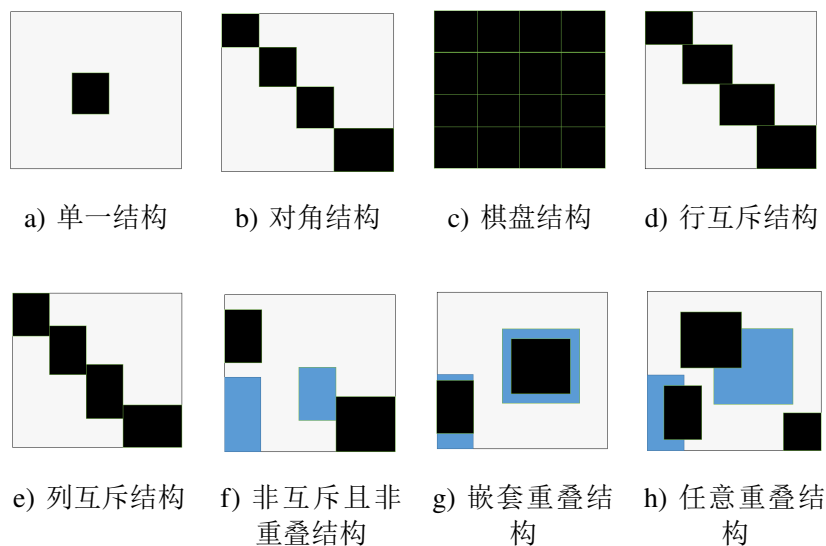 a) 单一结构
b) 对角结构
c) 棋盘结构
d) 行互斥结构
e) 列互斥结构
f) 非互斥且非
重叠结构
g) 嵌套重叠结
构
h) 任意重叠结
构